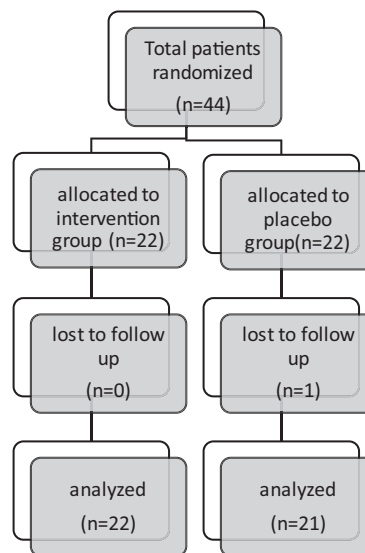 Total patients
randomized
(n=44)
allocated to
intervention
group (n=22)
allocated to
placebo
group(n=22)
lost to follow
up
(n=0)
lost to follow
up
(n=1)
analyzed
(n=22)
analyzed
(n=21)